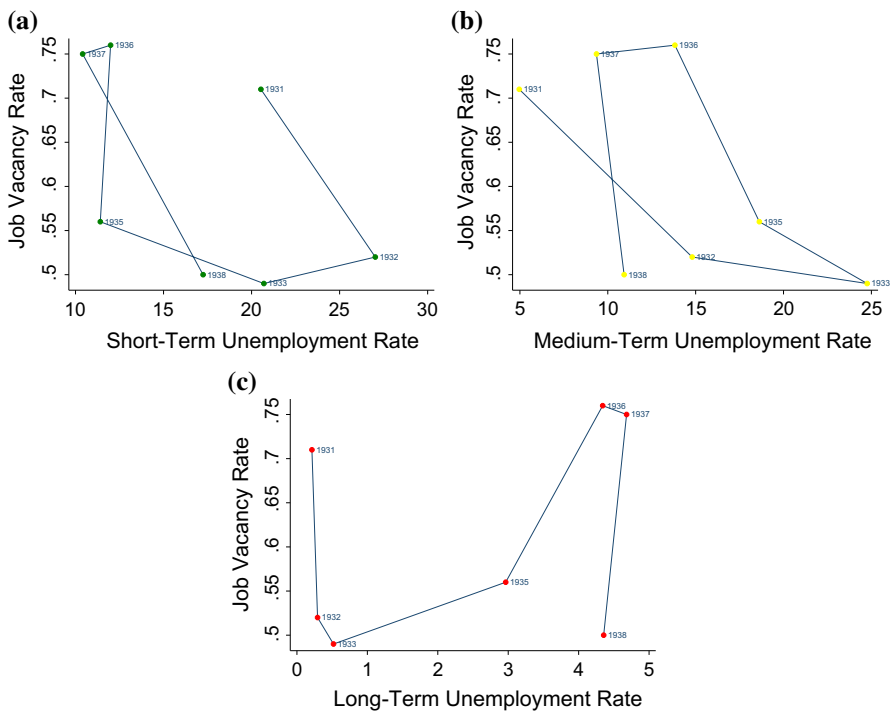 (a)
Job Vacancy Rate
.5 .55 .6 .65 .7 .75
1936
1937
1931
1935
1932
1938
1933
10 15 20 25 30
Short-Term Unemployment Rate
(b)
Job Vacancy Rate
.5 .55 .6 .65 .7 .75
1936
1937
1931
1935
1932
1938
1933
5 10 15 20 25
Medium-Term Unemployment Rate
(c)
Job Vacancy Rate
.5 .55 .6 .65 .7 .75
1936
1937
1931
1935
1932
1938
1933
0 1 2 3 4 5
Long-Term Unemployment Rate